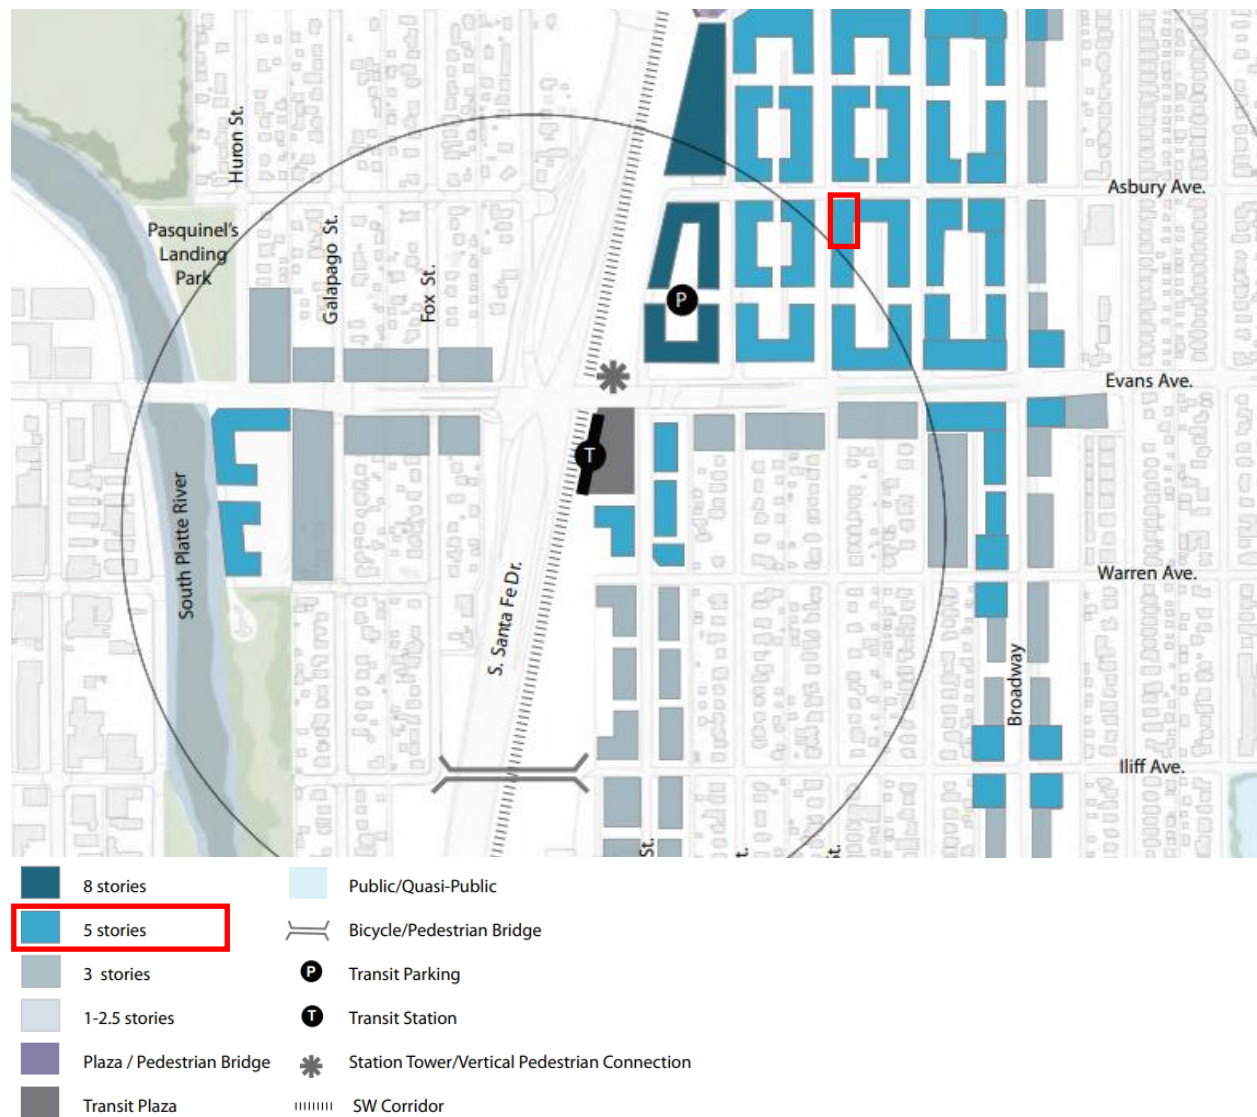 Huron St.
Asbury Ave.
Pasquinel's
Landing
Park
Galapago St.
Fox St.
P
Evans Ave.
T
South Platte River
S. Santa Fe Dr.
Warren Ave.
Broadway
Iliff Ave.
St.
t.
St.
8 stories
Public/Quasi-Public
5 stories
Bicycle/Pedestrian Bridge
3 stories
P
Transit Parking
1-2.5 stories
T
Transit Station
Plaza / Pedestrian Bridge
Station Tower/Vertical Pedestrian Connection
Transit Plaza
SW Corridor